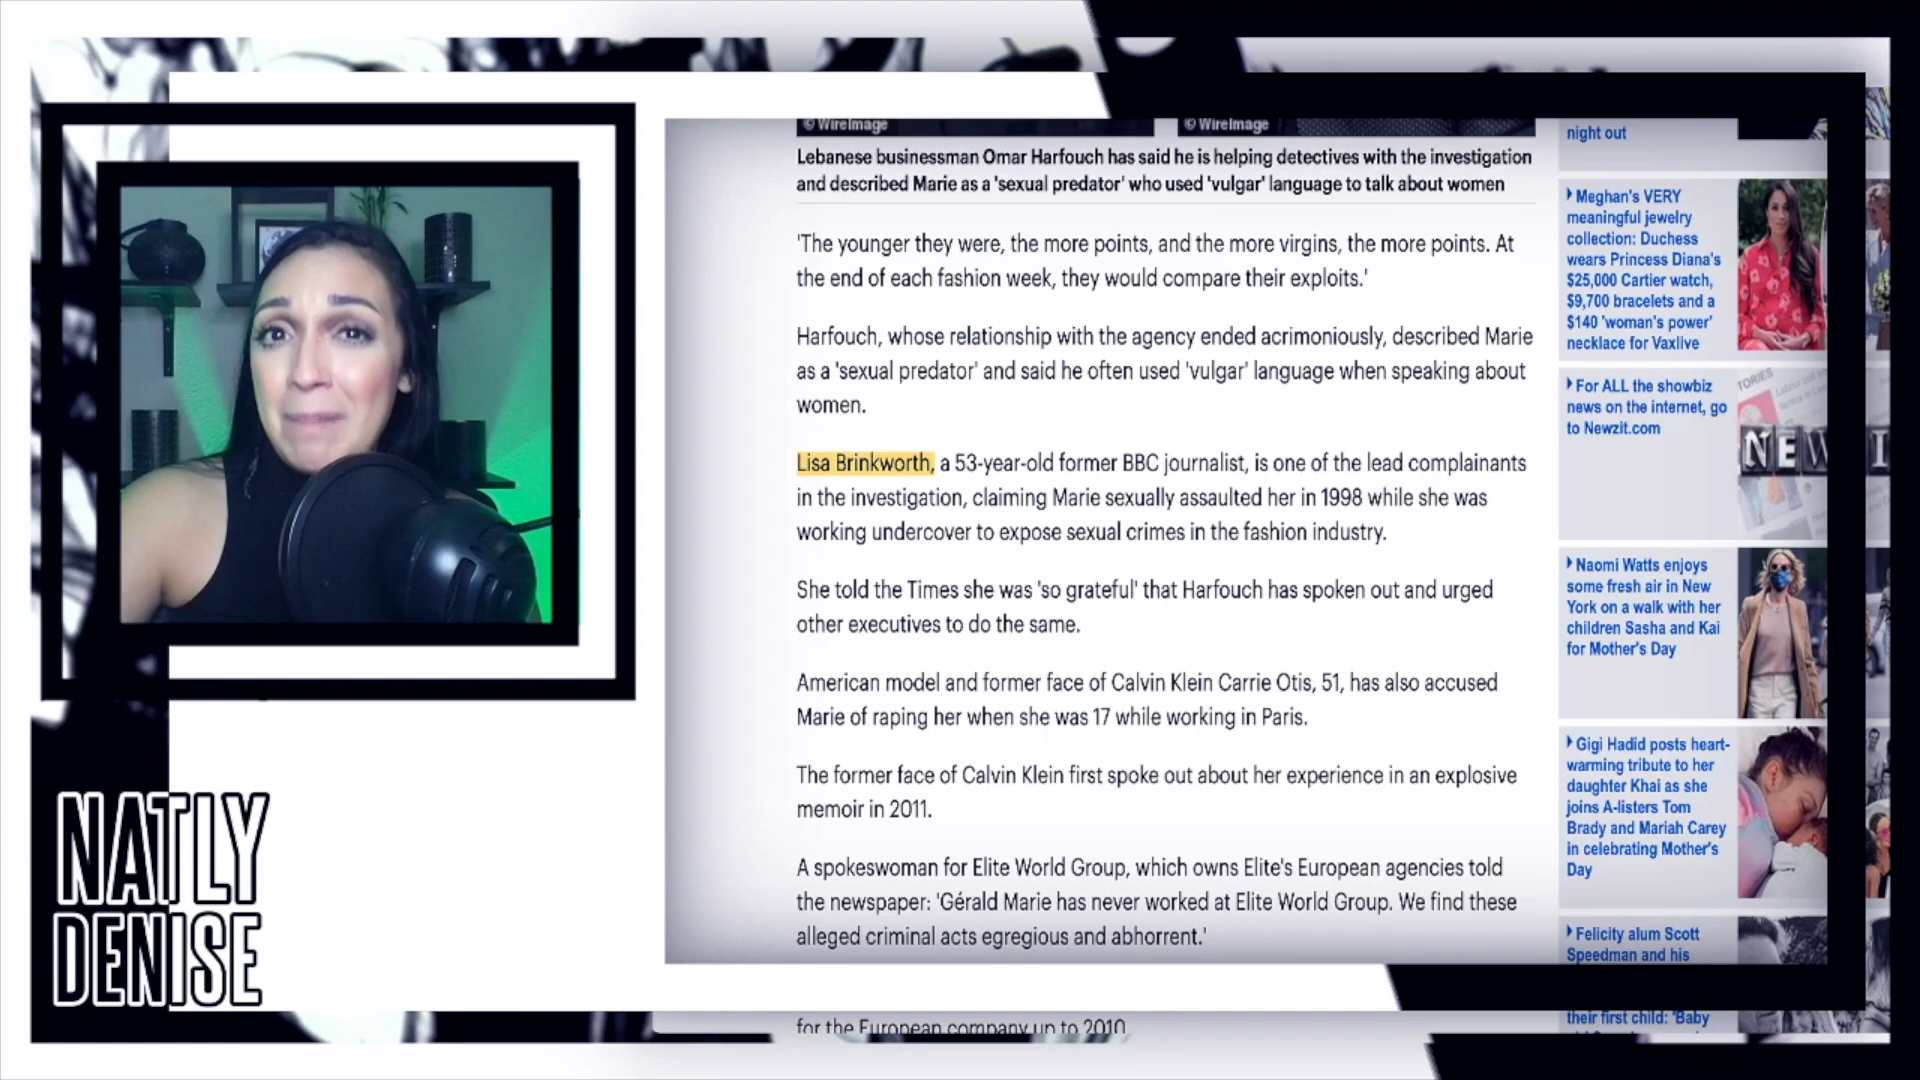 © WireImage
© WireImage
Lebanese businessman Omar Harfouch has said he is helping detectives with the investigation
and described Marie as a 'sexual predator' who used 'vulgar' language to talk about women
'The younger they were, the more points, and the more virgins, the more points. At
the end of each fashion week, they would compare their exploits.'
Harfouch, whose relationship with the agency ended acrimoniously, described Marie
as a 'sexual predator' and said he often used 'vulgar' language when speaking about
women.
Lisa Brinkworth, a 53-year-old former BBC journalist, is one of the lead complainants
in the investigation, claiming Marie sexually assaulted her in 1998 while she was
working undercover to expose sexual crimes in the fashion industry.
She told the Times she was 'so grateful' that Harfouch has spoken out and urged
other executives to do the same.
American model and former face of Calvin Klein Carrie Otis, 51, has also accused
Marie of raping her when she was 17 while working in Paris.
The former face of Calvin Klein first spoke out about her experience in an explosive
memoir in 2011.
A spokeswoman for Elite World Group, which owns Elite's European agencies told
the newspaper: 'Gérald Marie has never worked at Elite World Group. We find these
alleged criminal acts egregious and abhorrent.'
for the European company up to 2010
night out
Meghan's VERY
meaningful jewelry
collection: Duchess
wears Princess Diana's
$25,000 Cartier watch,
$9,700 bracelets and a
$140 'woman's power'
necklace for Vaxlive
For ALL the showbiz
news on the internet, go
to Newzit.com
NEW
Naomi Watts enjoys
some fresh air in New
York on a walk with her
children Sasha and Kai
for Mother's Day
Gigi Hadid posts heart-
warming tribute to her
daughter Khai as she
joins A-listers Tom
Brady and Mariah Carey
in celebrating Mother's
Day
Felicity alum Scott
Speedman and his
their first child: 'Baby
NATLY
DENISE